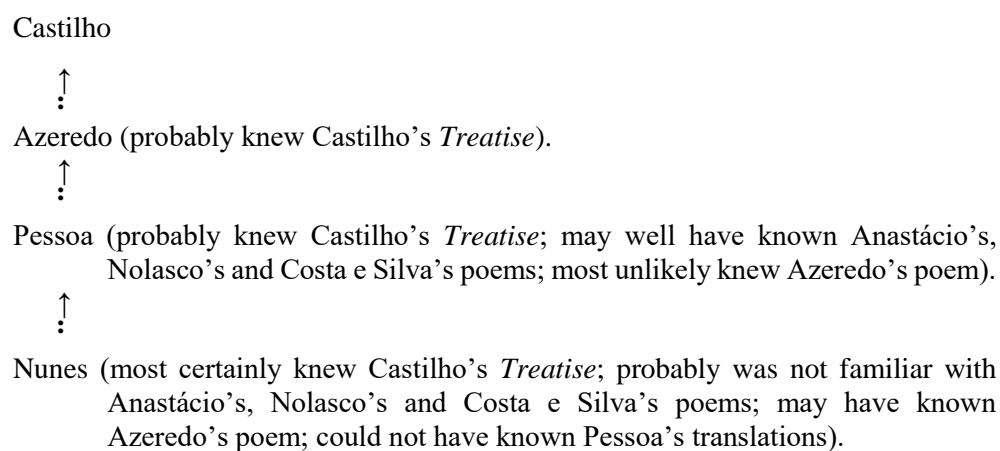 Castilho
↑
⋮
Azeredo (probably knew Castilho’s Treatise).
↑
⋮
Pessoa (probably knew Castilho’s Treatise; may well have known Anastácio’s,
Nolasco’s and Costa e Silva’s poems; most unlikely knew Azeredo’s poem).
↑
⋮
Nunes (most certainly knew Castilho’s Treatise; probably was not familiar with
Anastácio’s, Nolasco’s and Costa e Silva’s poems; may have known
Azeredo’s poem; could not have known Pessoa’s translations).